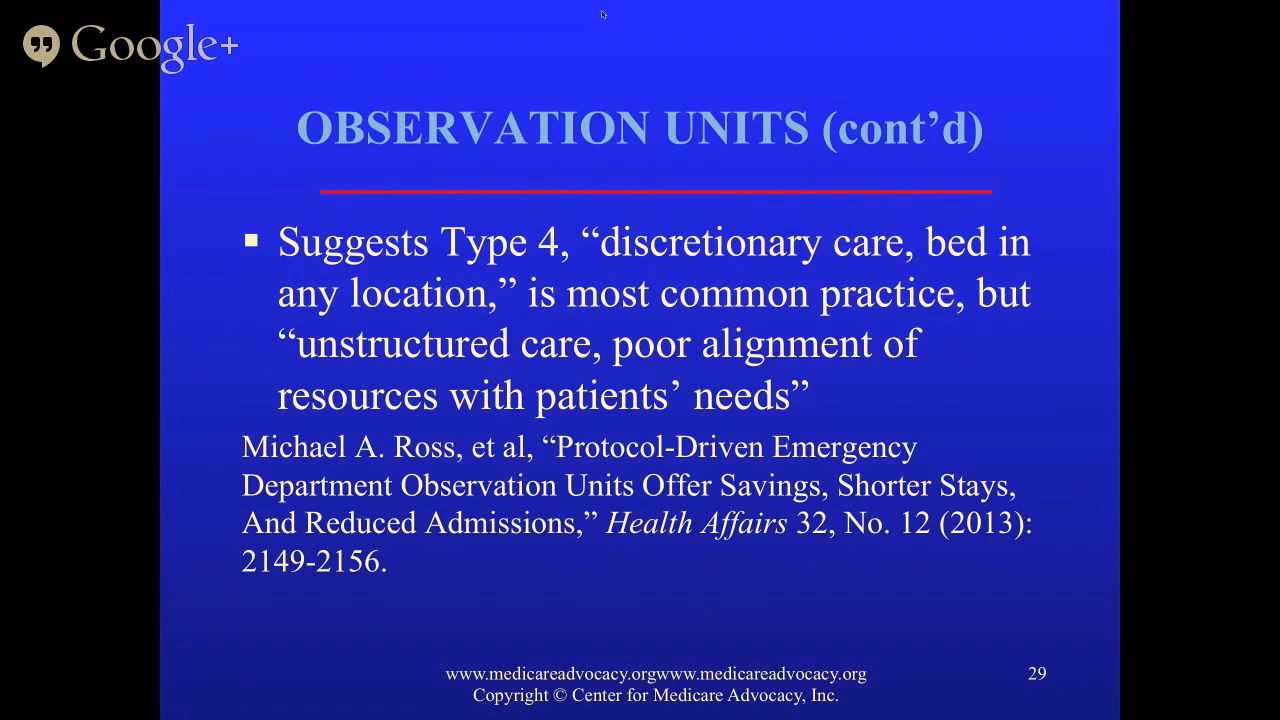 Google+
OBSERVATION UNITS (cont’d)
▪ Suggests Type 4, “discretionary care, bed in
any location,” is most common practice, but
“unstructured care, poor alignment of
resources with patients’ needs”
Michael A. Ross, et al, “Protocol-Driven Emergency
Department Observation Units Offer Savings, Shorter Stays,
And Reduced Admissions,” Health Affairs 32, No. 12 (2013):
2149-2156.
www.medicareadvocacy.orgwww.medicareadvocacy.org
29
Copyright © Center for Medicare Advocacy, Inc.